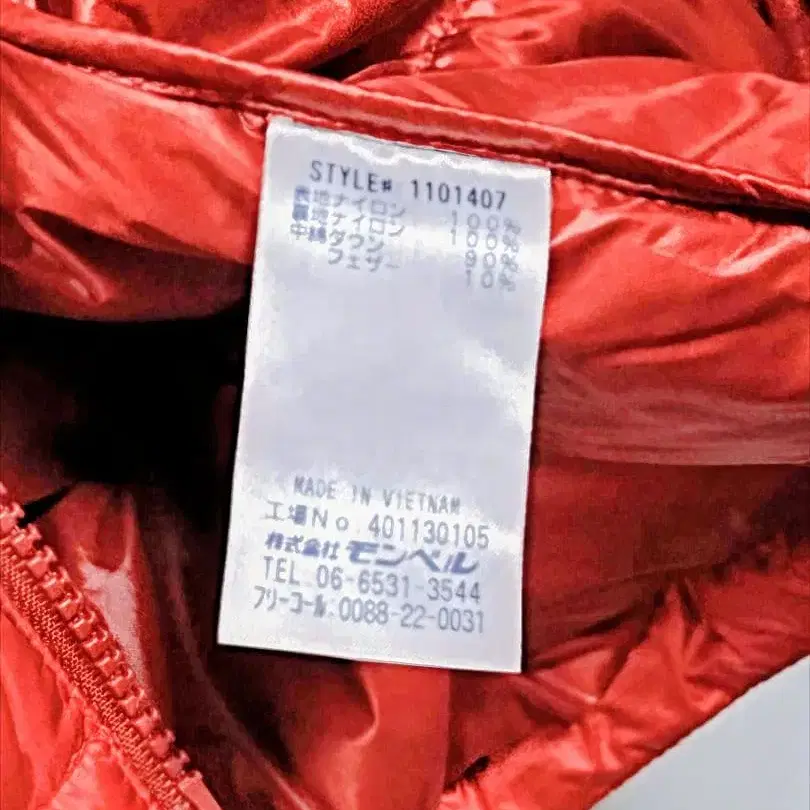 STYLE# 1101407
表地ナイロン 100%
裏地ナイロン 100%
中綿ダウン 90%
フェザー 10%
MADE IN VIETNAM
工場No. 401130105
株式会社モンベル
TEL.06-6531-3544
フリーコール:0088-22-0031